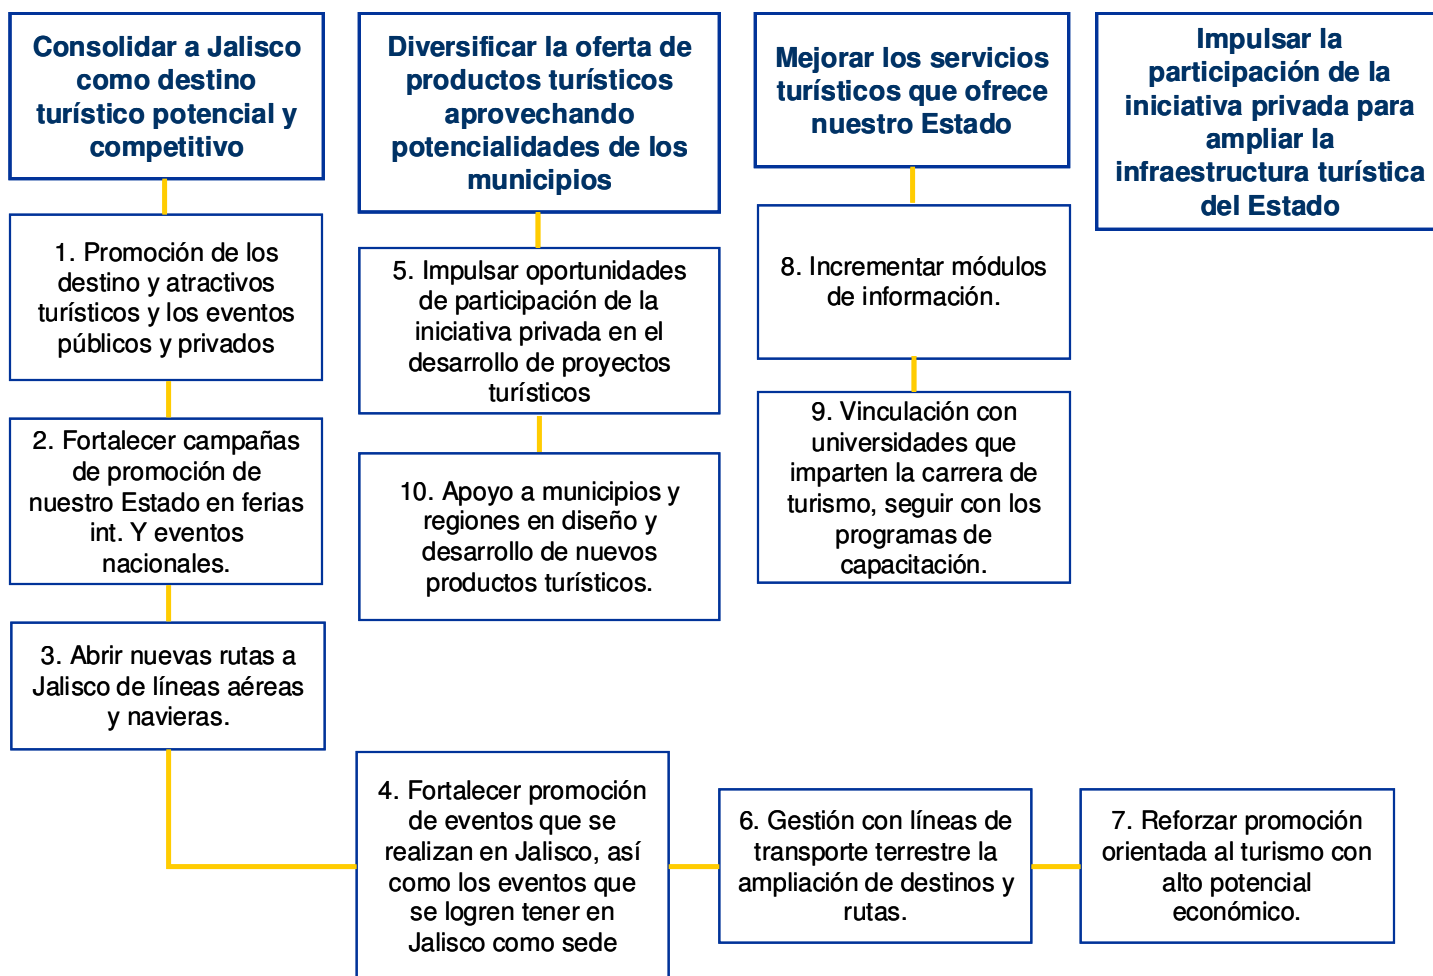 Consolidar a Jalisco
como destino
turístico potencial y
competitivo
1. Promoción de los
destino y atractivos
turísticos y los eventos
públicos y privados
2. Fortalecer campañas
de promoción de
nuestro Estado en ferias
int. Y eventos
nacionales.
3. Abrir nuevas rutas a
Jalisco de líneas aéreas
y navieras.
4. Fortalecer promoción
de eventos que se
realizan en Jalisco, así
como los eventos que
se logren tener en
Jalisco como sede
6. Gestión con líneas de
transporte terrestre la
ampliación de destinos y
rutas.
7. Reforzar promoción
orientada al turismo con
alto potencial
económico.
Diversificar la oferta de
productos turísticos
aprovechando
potencialidades de los
municipios
5. Impulsar oportunidades
de participación de la
iniciativa privada en el
desarrollo de proyectos
turísticos
10. Apoyo a municipios y
regiones en diseño y
desarrollo de nuevos
productos turísticos.
Mejorar los servicios
turísticos que ofrece
nuestro Estado
8. Incrementar módulos
de información.
9. Vinculación con
universidades que
imparten la carrera de
turismo, seguir con los
programas de
capacitación.
Impulsar la
participación de la
iniciativa privada para
ampliar la
infraestructura turística
del Estado